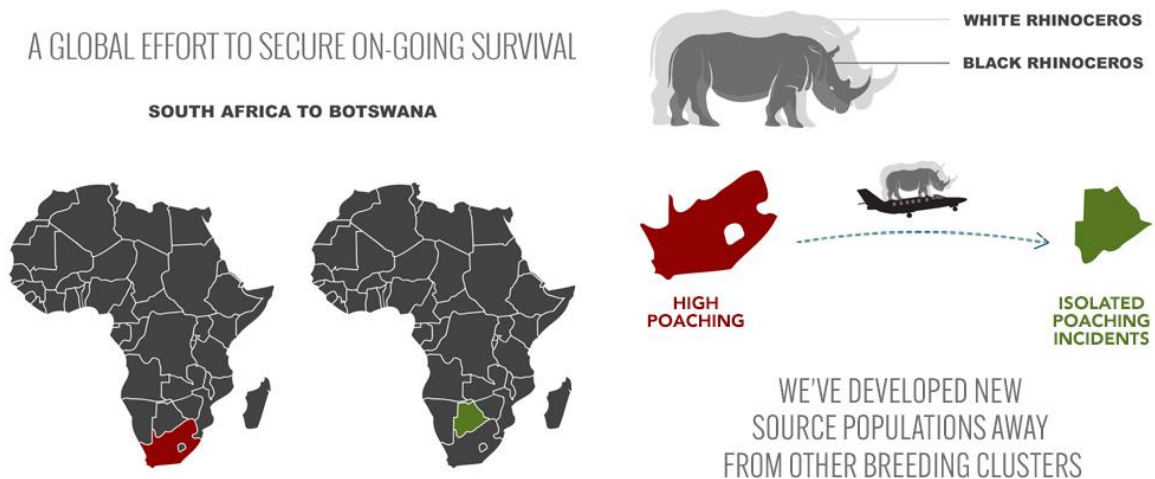 A GLOBAL EFFORT TO SECURE ON-GOING SURVIVAL
SOUTH AFRICA TO BOTSWANA
WHITE RHINOCEROS
BLACK RHINOCEROS
HIGH
POACHING
ISOLATED
POACHING
INCIDENTS
WE'VE DEVELOPED NEW
SOURCE POPULATIONS AWAY
FROM OTHER BREEDING CLUSTERS